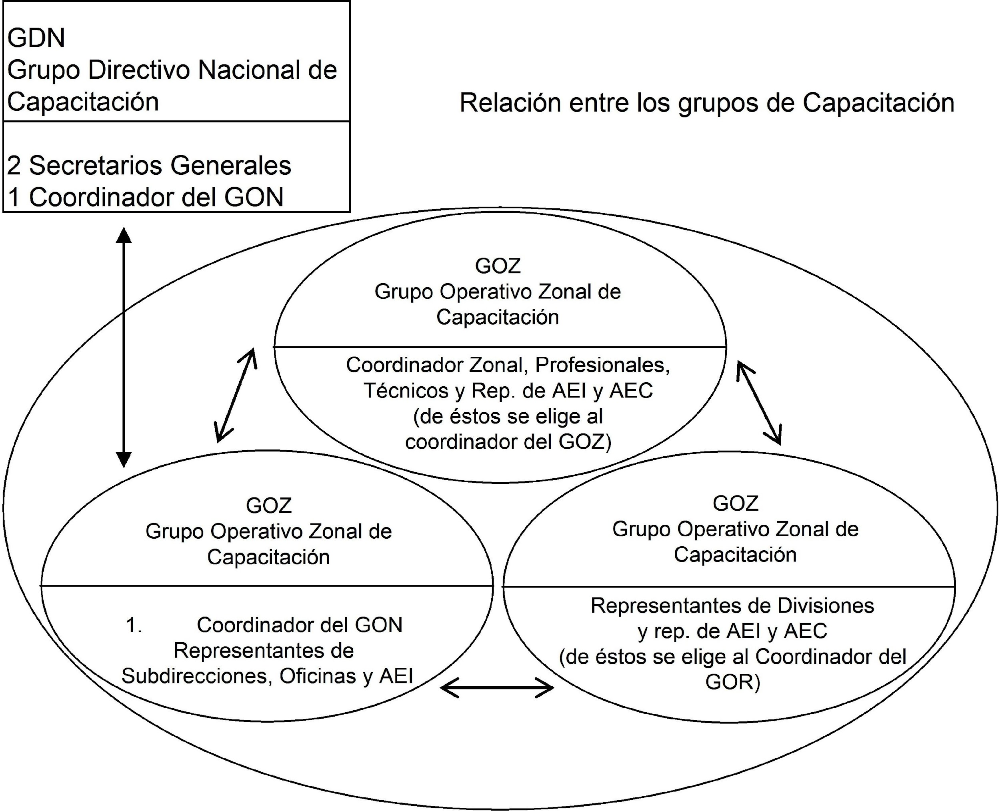 GDN
Grupo Directivo Nacional de
Capacitación
2 Secretarios Generales
1 Coordinador del GON
Relación entre los grupos de Capacitación
GOZ
Grupo Operativo Zonal de
Capacitación
Coordinador Zonal, Profesionales,
Técnicos y Rep. de AEI y AEC
(de éstos se elige al
coordinador del GOZ)
GOZ
Grupo Operativo Zonal de
Capacitación
1. Coordinador del GON
Representantes de
Subdirecciones, Oficinas y AEI
GOZ
Grupo Operativo Zonal de
Capacitación
Representantes de Divisiones
y rep. de AEI y AEC
(de éstos se elige al Coordinador del
GOR)